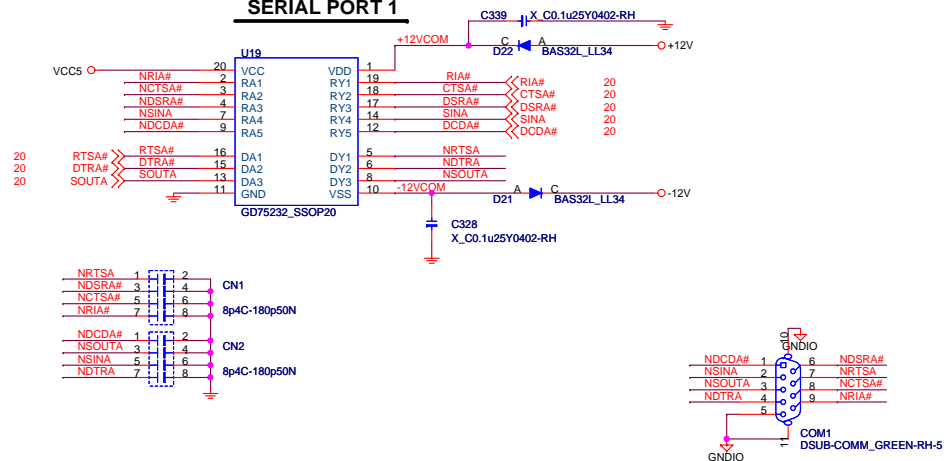 SERIAL PORT 1
C339 X_C0.1u25Y0402-RH
+12VCOM C A +12V
D22 BAS32L_LL34
U19
VCC5 20 VCC VDD 1
NRIA# 2 RA1 RY1 19 RIA# RIA# 20
NCTSA# 3 RA2 RY2 18 CTSA# CTSA# 20
NDSRA# 4 RA3 RY3 17 DSRA# DSRA# 20
NSINA 7 RA4 RY4 14 SINA SINA 20
NDCDA# 9 RA5 RY5 12 DCDA# DCDA# 20
20 RTSA# RTSA# 16 DA1 DY1 5 NRTSA
20 DTRA# DTRA# 15 DA2 DY2 6 NDTRA
20 SOUTA SOUTA 13 DA3 DY3 8 NSOUTA
11 GND VSS 10 -12VCOM A C -12V
GD75232_SSOP20
D21 BAS32L_LL34
C328
X_C0.1u25Y0402-RH
NRTSA 1 2
NDSRA# 3 4 CN1
NCTSA# 5 6
NRIA# 7 8 8p4C-180p50N
NDCDA# 1 2
NSOUTA 3 4 CN2
NSINA 5 6
NDTRA 7 8 8p4C-180p50N
10 GNDIO
NDCDA# 1 6 NDSRA#
NSINA 2 7 NRTSA
NSOUTA 3 8 NCTSA#
NDTRA 4 9 NRIA#
5
11 COM1
DSUB-COMM_GREEN-RH-5
GNDIO